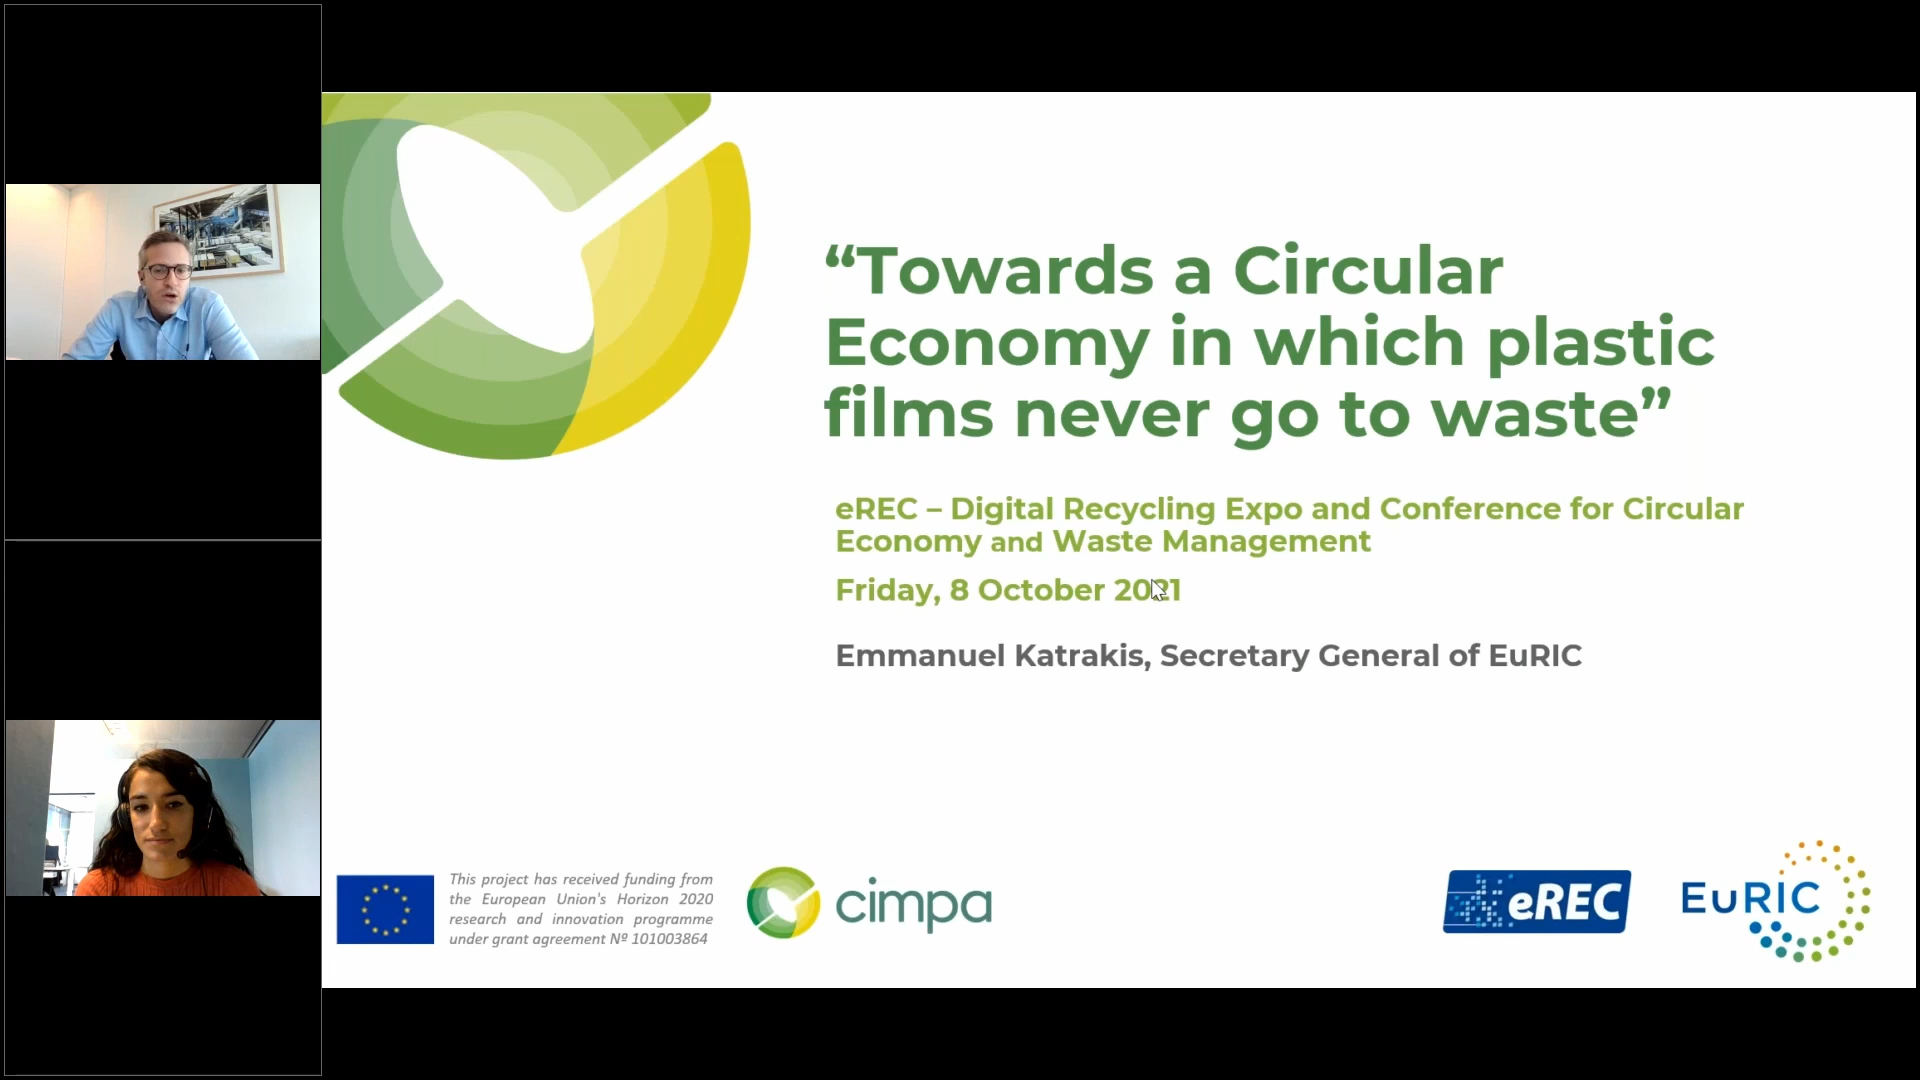 “Towards a Circular
Economy in which plastic
films never go to waste”
eREC – Digital Recycling Expo and Conference for Circular
Economy and Waste Management
Friday, 8 October 2021
Emmanuel Katrakis, Secretary General of EuRIC
This project has received funding from
the European Union's Horizon 2020
research and innovation programme
under grant agreement Nº 101003864
cimpa
eREC
EuRIC